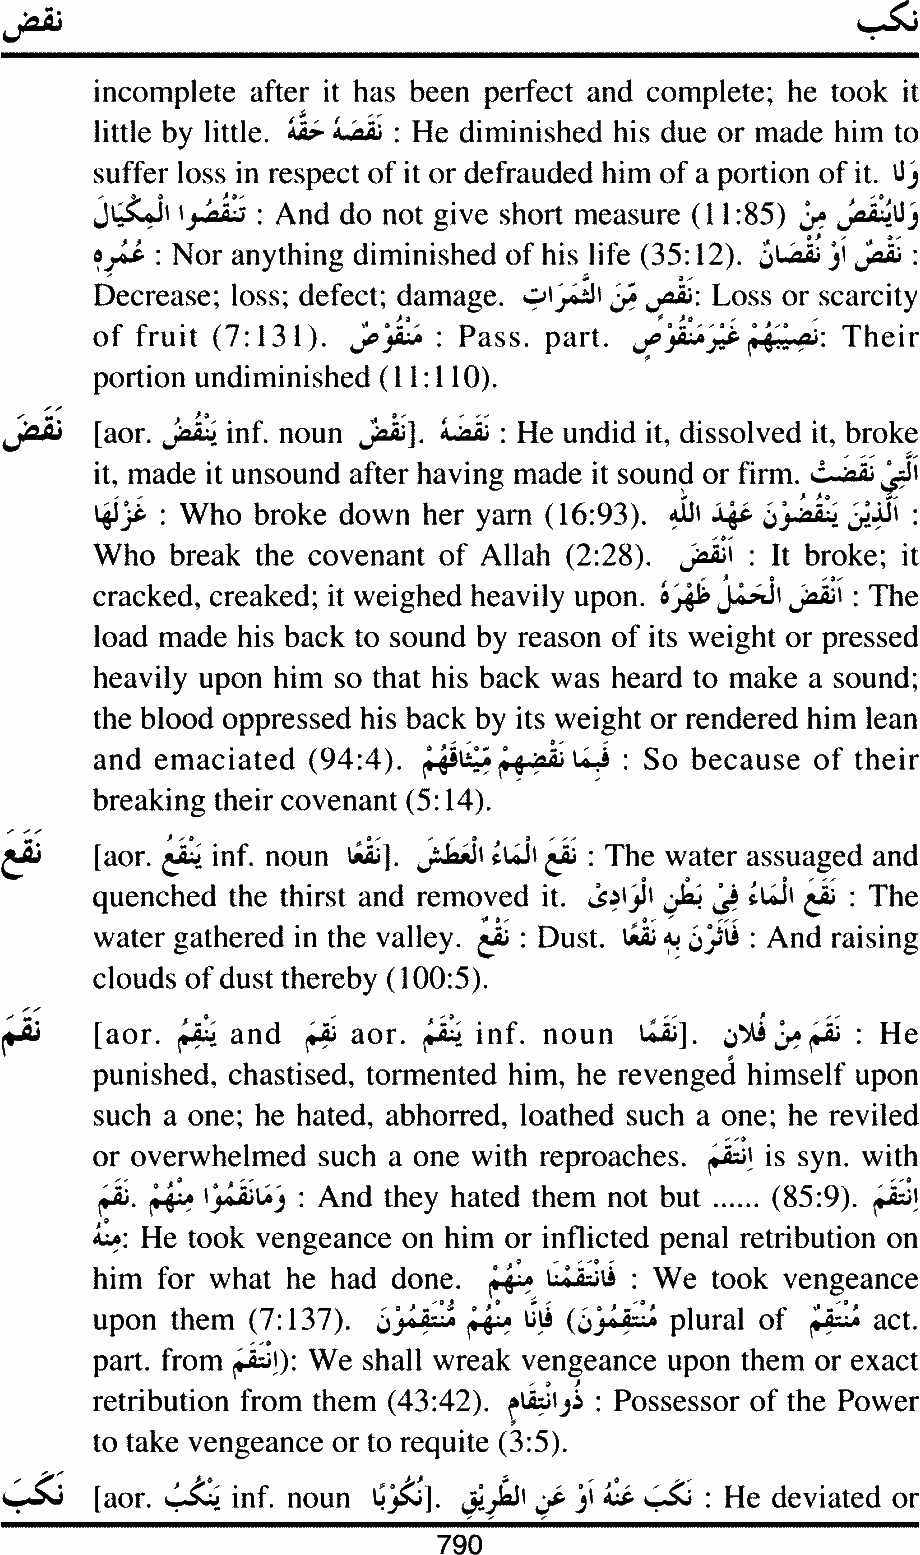 نقض نکب
incomplete after it has been perfect and complete; he took it
little by little. نَقَصَهٗ حَقَّهٗ : He diminished his due or made him to
suffer loss in respect of it or defrauded him of a portion of it. وَلَا
تَنْقُصُوا الْمِكْيَالَ : And do not give short measure (11:85) وَلَايُنْقَصُ مِنْ
عُمُرِهٖ : Nor anything diminished of his life (35:12). نَقْصٌ اَوْ نُقْصَانٌ :
Decrease; loss; defect; damage. نَقْصٍ مِّنَ الثَّمَرَاتِ: Loss or scarcity
of fruit (7:131). مَنْقُوْصٌ : Pass. part. نَصِيْبَهُمْ غَيْرَمَنْقُوْصٍ: Their
portion undiminished (11:110).
نَقَضَ [aor. يَنْقُضُ inf. noun نَقْضٌ]. نَقَضَهٗ : He undid it, dissolved it, broke
it, made it unsound after having made it sound or firm. اَلَّتِىْ نَقَضَتْ
غَزْلَهَا : Who broke down her yarn (16:93). اَلَّذِيْنَ يَنْقُضُوْنَ عَهْدَ اللّٰهِ :
Who break the covenant of Allah (2:28). اَنْقَضَ : It broke; it
cracked, creaked; it weighed heavily upon. اَنْقَضَ الْحَمْلُ ظَهْرَهٗ : The
load made his back to sound by reason of its weight or pressed
heavily upon him so that his back was heard to make a sound;
the blood oppressed his back by its weight or rendered him lean
and emaciated (94:4). فَبِمَا نَقْضِهِمْ مِّيْثَاقَهُمْ : So because of their
breaking their covenant (5:14).
نَقَعَ [aor. يَنْقَعُ inf. noun نَقْعًا]. نَقَعَ الْمَاءُ الْعَطَشَ : The water assuaged and
quenched the thirst and removed it. نَقَعَ الْمَاءُ فِىْ بَطْنِ الْوَادِىْ : The
water gathered in the valley. نَقْعٌ : Dust. فَاَثَرْنَ بِهٖ نَقْعًا : And raising
clouds of dust thereby (100:5).
نَقَمَ [aor. يَنْقِمُ and نَقِمَ aor. يَنْقَمُ inf. noun نَقْمًا]. نَقَمَ مِنْ فُلَانٍ : He
punished, chastised, tormented him, he revenged himself upon
such a one; he hated, abhorred, loathed such a one; he reviled
or overwhelmed such a one with reproaches. اِنْتَقَمَ is syn. with
نَقَمَ. وَمَانَقَمُوْا مِنْهُمْ : And they hated them not but ...... (85:9). اِنْتَقَمَ
مِنْهُ: He took vengeance on him or inflicted penal retribution on
him for what he had done. فَانْتَقَمْنَا مِنْهُمْ : We took vengeance
upon them (7:137). فَاِنَّا مِنْهُمْ مُّنْتَقِمُوْنَ (مُنْتَقِمُوْنَ plural of مُنْتَقِمٌ act.
part. from اِنْتَقَمَ): We shall wreak vengeance upon them or exact
retribution from them (43:42). ذُوانْتِقَامٍ : Possessor of the Power
to take vengeance or to requite (3:5).
نَكَبَ [aor. يَنْكُبُ inf. noun نُكُوْبًا]. نَكَبَ عَنْهُ اَوْ عَنِ الطَّرِيْقِ : He deviated or
790